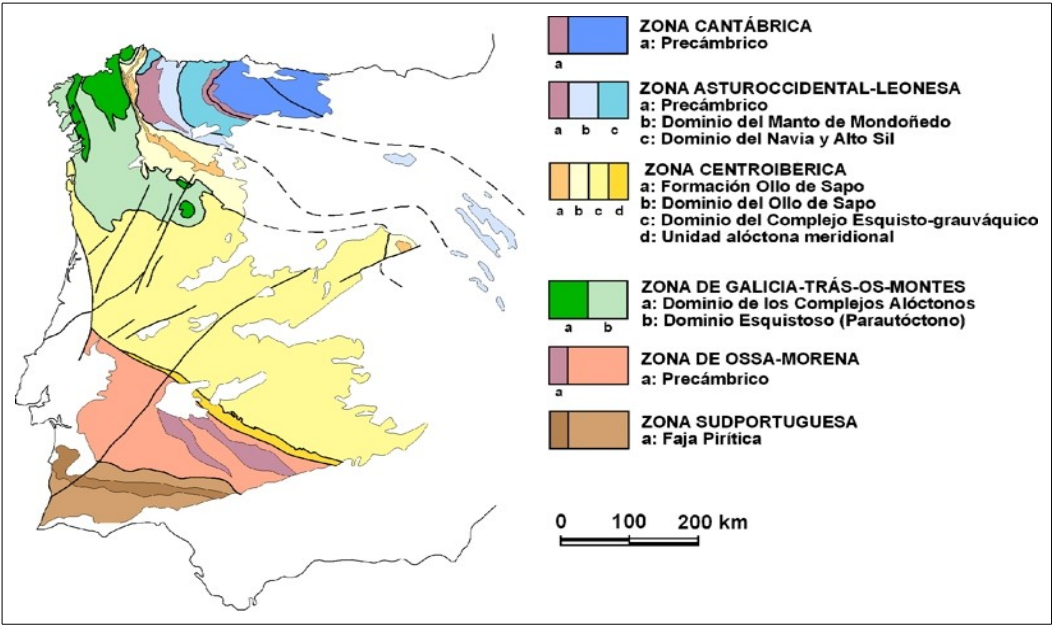 ZONA CANTÁBRICA
a: Precámbrico
a
ZONA ASTUROCCIDENTAL-LEONESA
a: Precámbrico
b: Dominio del Manto de Mondoñedo
c: Dominio del Navia y Alto Sil
a b c
ZONA CENTROIBERICA
a: Formación Ollo de Sapo
b: Dominio del Ollo de Sapo
c: Dominio del Complejo Esquisto-grauváquico
d: Unidad alóctona meridional
a b c d
ZONA DE GALICIA-TRÁS-OS-MONTES
a: Dominio de los Complejos Alóctonos
b: Dominio Esquistoso (Parautóctono)
a b
ZONA DE OSSA-MORENA
a: Precámbrico
a
ZONA SUDPORTUGUESA
a: Faja Pirítica
0 100 200 km